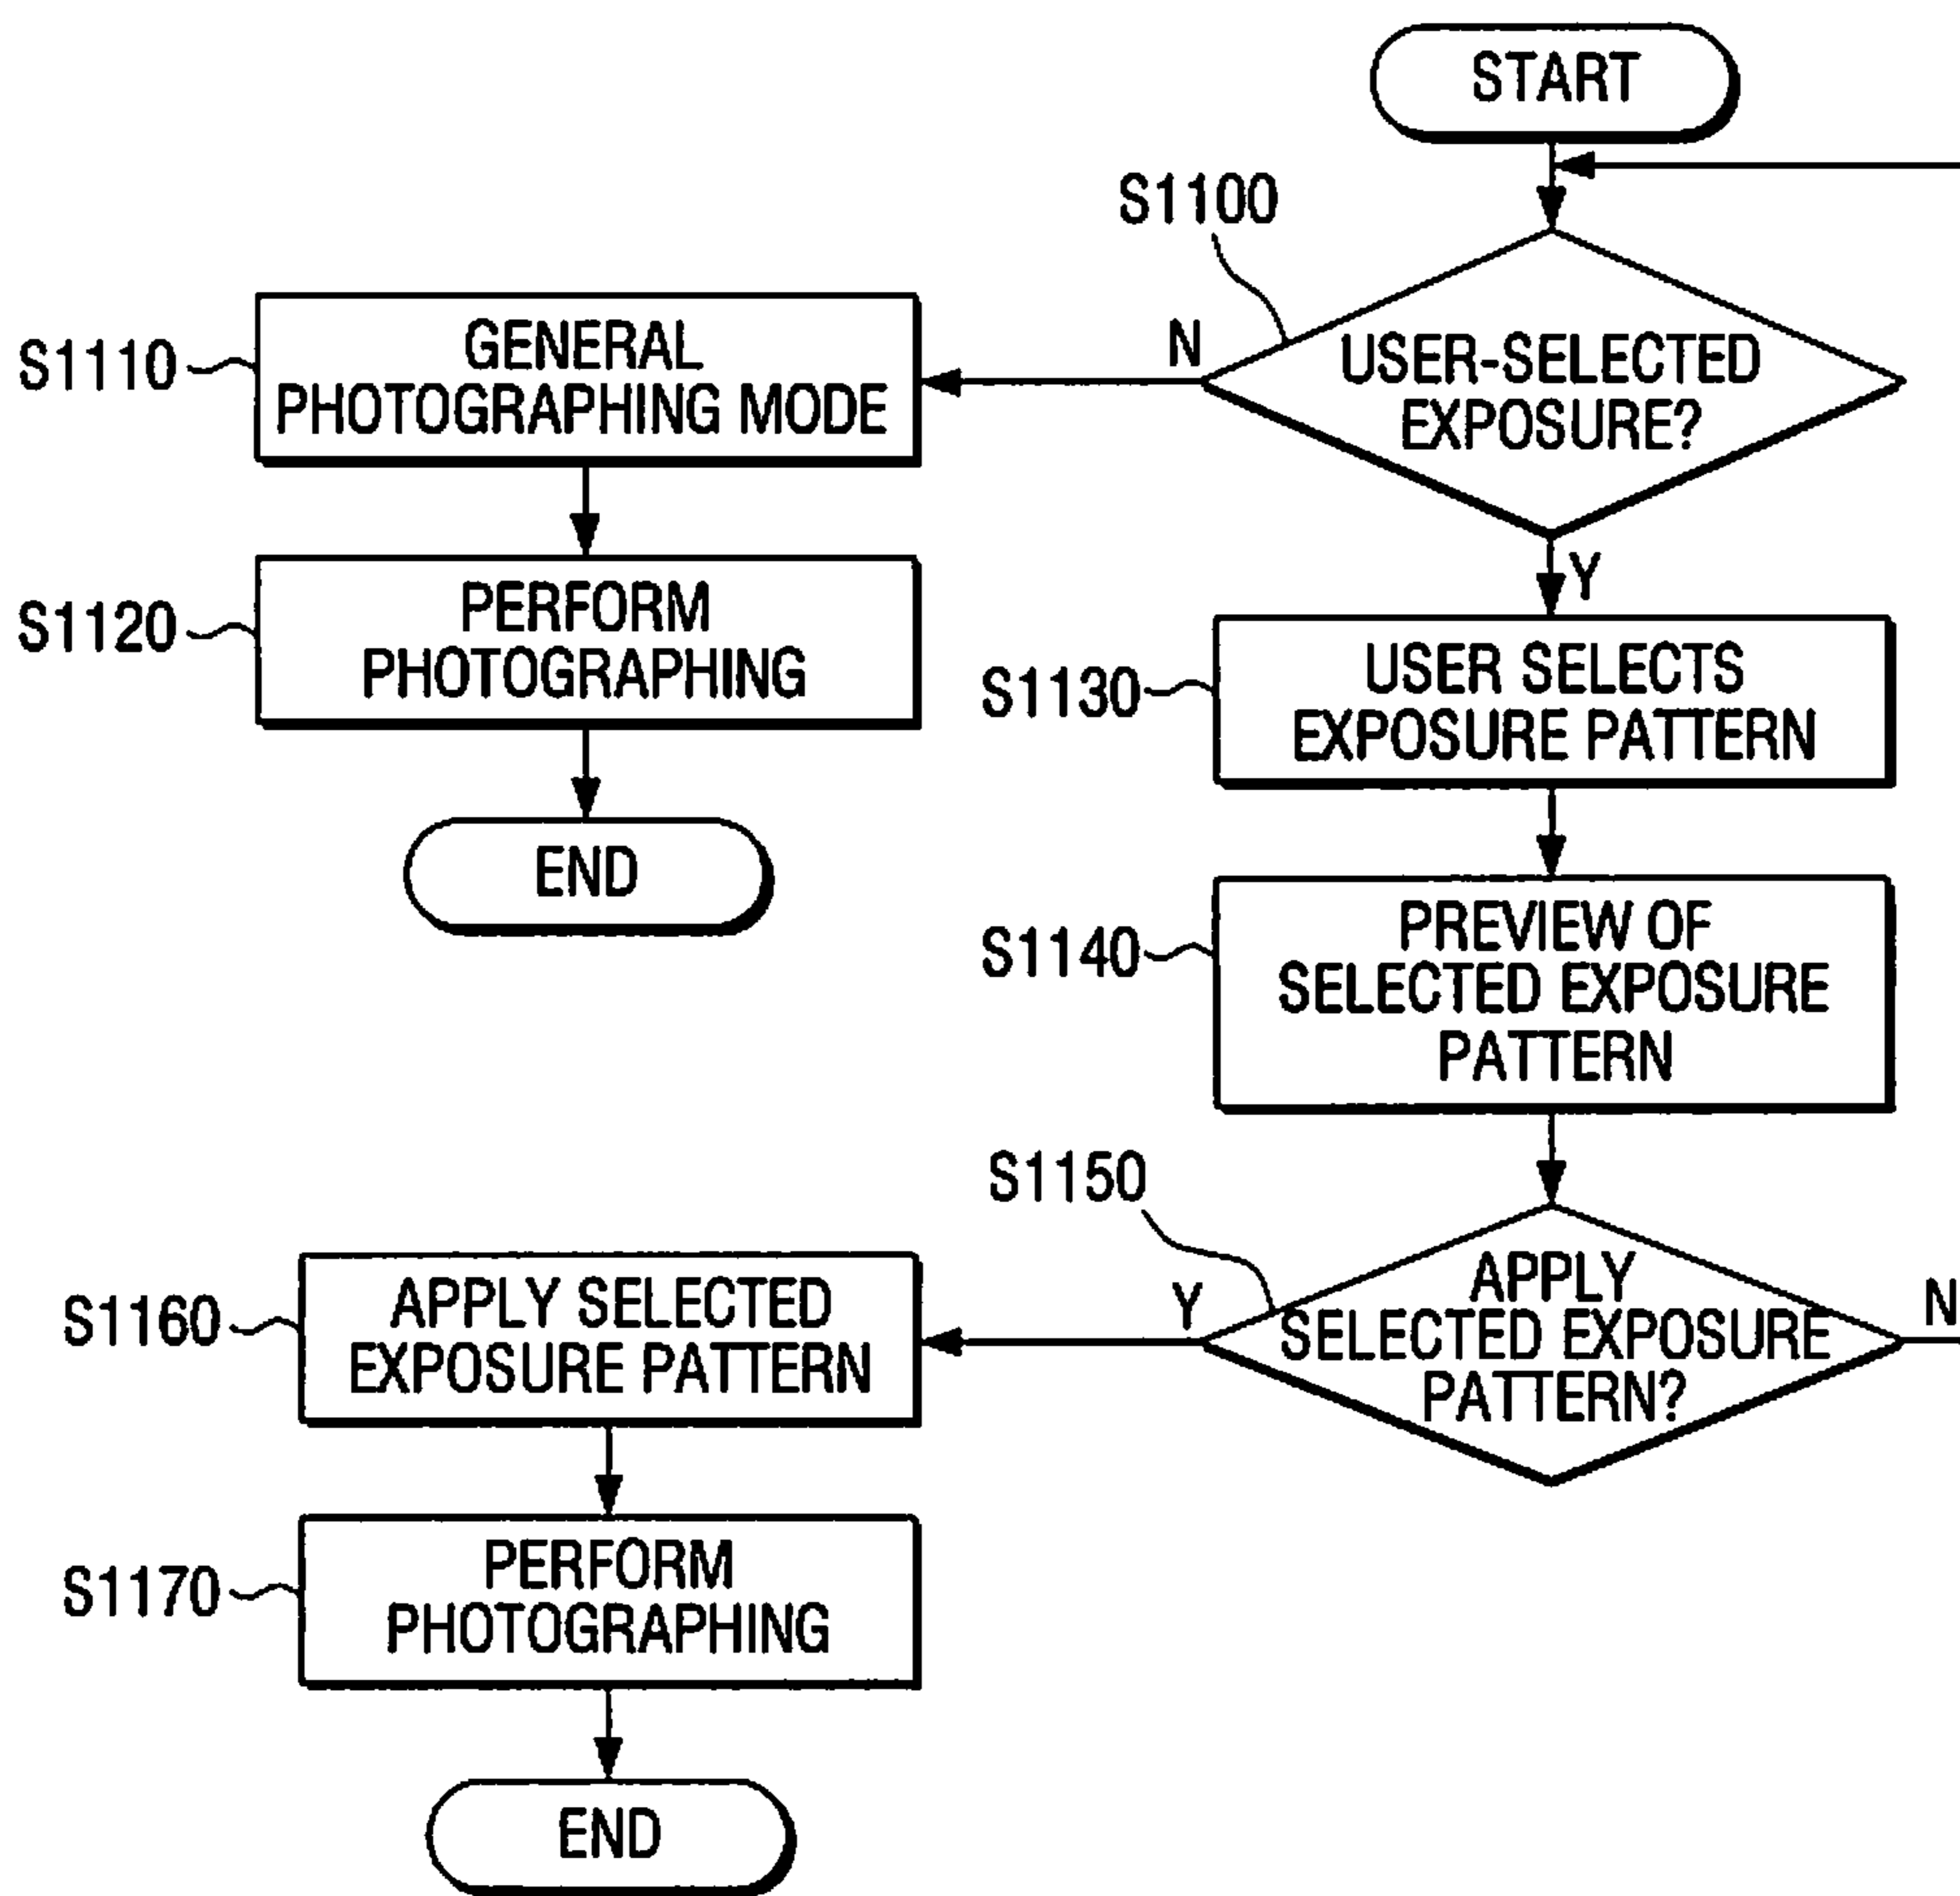 START
S1100
USER-SELECTED
EXPOSURE?
N
S1110
GENERAL
PHOTOGRAPHING MODE
S1120
PERFORM
PHOTOGRAPHING
END
Y
S1130
USER SELECTS
EXPOSURE PATTERN
S1140
PREVIEW OF
SELECTED EXPOSURE
PATTERN
S1150
APPLY
SELECTED EXPOSURE
PATTERN?
N
Y
S1160
APPLY SELECTED
EXPOSURE PATTERN
S1170
PERFORM
PHOTOGRAPHING
END